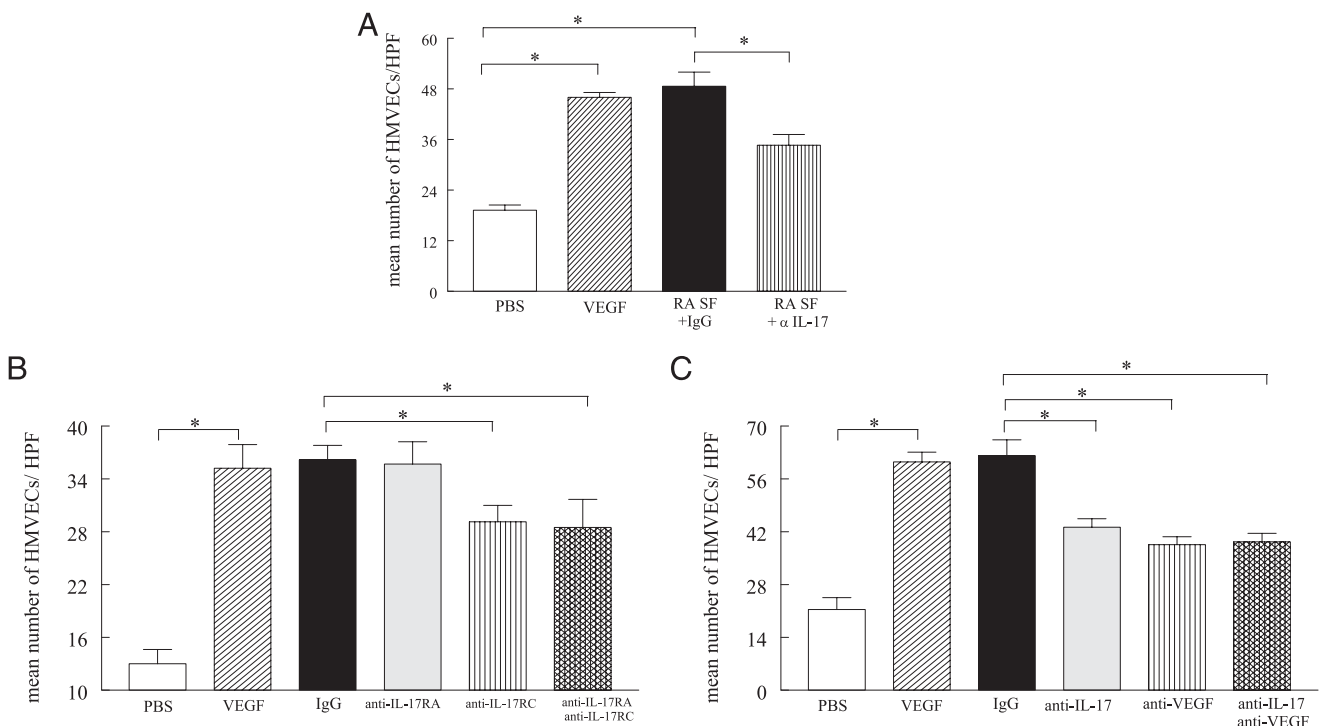 A
mean number of HMVECs/HPF
60
48
36
24
12
0
*
*
*
PBS
VEGF
RA SF
+IgG
RA SF
+ α IL-17
B
mean number of HMVECs/ HPF
40
34
28
22
16
10
*
*
*
PBS
VEGF
IgG
anti-IL-17RA
anti-IL-17RC
anti-IL-17RA
anti-IL-17RC
C
mean number of HMVECs/ HPF
70
56
42
28
14
0
*
*
*
*
PBS
VEGF
IgG
anti-IL-17
anti-VEGF
anti-IL-17
anti-VEGF